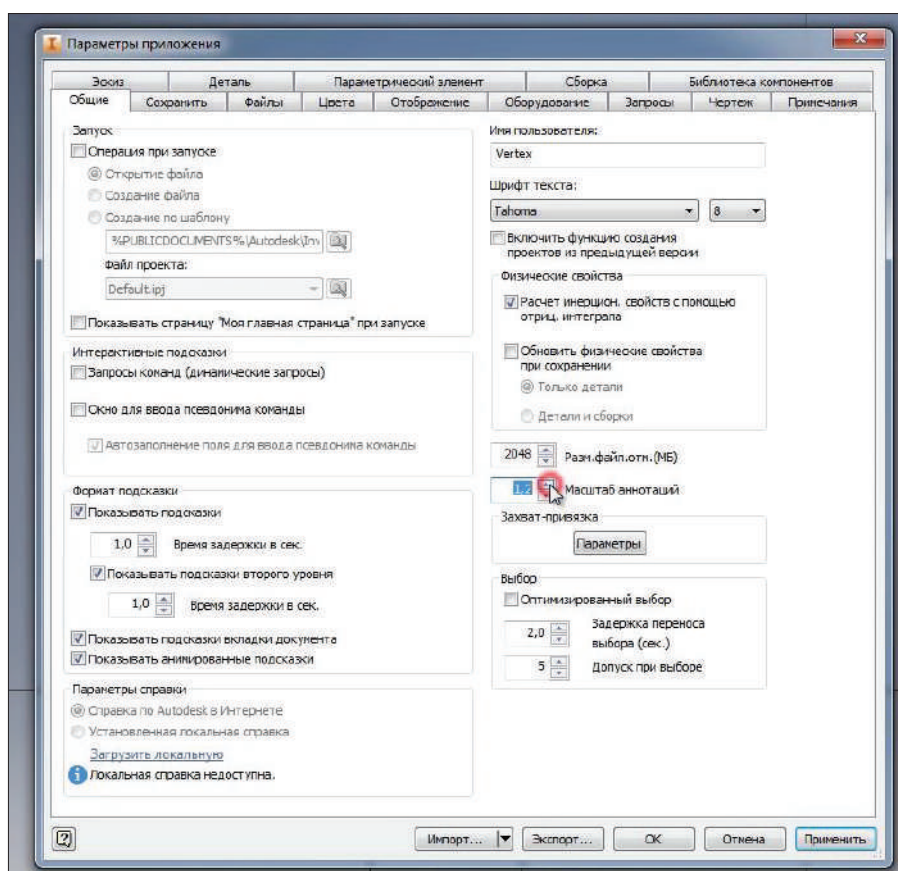 Параметры приложения
Эскиз Деталь Параметрический элемент Сборка Библиотека компонентов
Общие Сохранить Файлы Цвета Отображение Оборудование Запросы Чертеж Примечания
Запуск
Операция при запуске
Открытие файла
Создание файла
Создание по шаблону
%PUBLICDOCUMENTS%\Autodesk\Inv
Файл проекта:
Default.ipj
Показывать страницу "Моя главная страница" при запуске
Интерактивные подсказки
Запросы команд (динамические запросы)
Окно для ввода псевдонима команды
Автозаполнение поля для ввода псевдонима команды
Формат подсказки
Показывать подсказки
1,0 Время задержки в сек.
Показывать подсказки второго уровня
1,0 Время задержки в сек.
Показывать подсказки вкладки документа
Показывать анимированные подсказки
Параметры справки
Справка по Autodesk в Интернете
Установленная локальная справка
Загрузить локальную
Локальная справка недоступна.
Имя пользователя:
Vertex
Шрифт текста:
Tahoma 8
Включить функцию создания
проектов из предыдущей версии
Физические свойства
Расчет инерцион. свойств с помощью
отриц. интеграла
Обновить физические свойства
при сохранении
Только детали
Детали и сборки
2048 Разм.файл.отм.(МБ)
1,2 Масштаб аннотаций
Захват-привязка
Параметры
Выбор
Оптимизированный выбор
2,0 Задержка переноса
выбора (сек.)
5 Допуск при выборе
Импорт... Экспорт... OK Отмена Применить